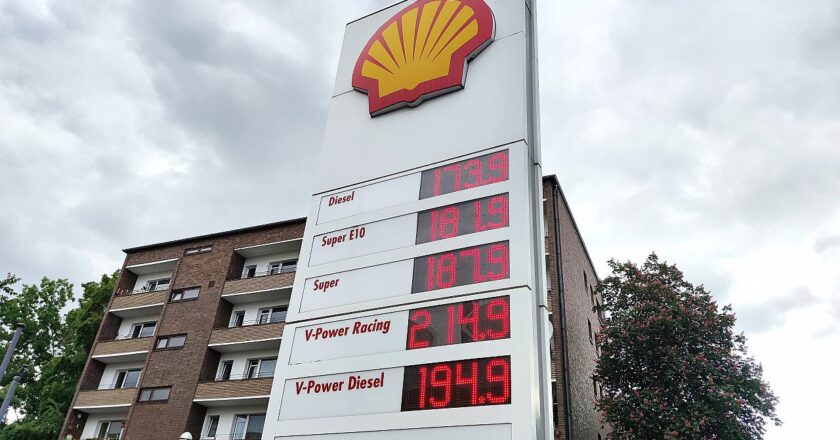 Diesel 173.9
Super E10 181.9
Super 187.9
V-Power Racing 214.9
V-Power Diesel 194.9